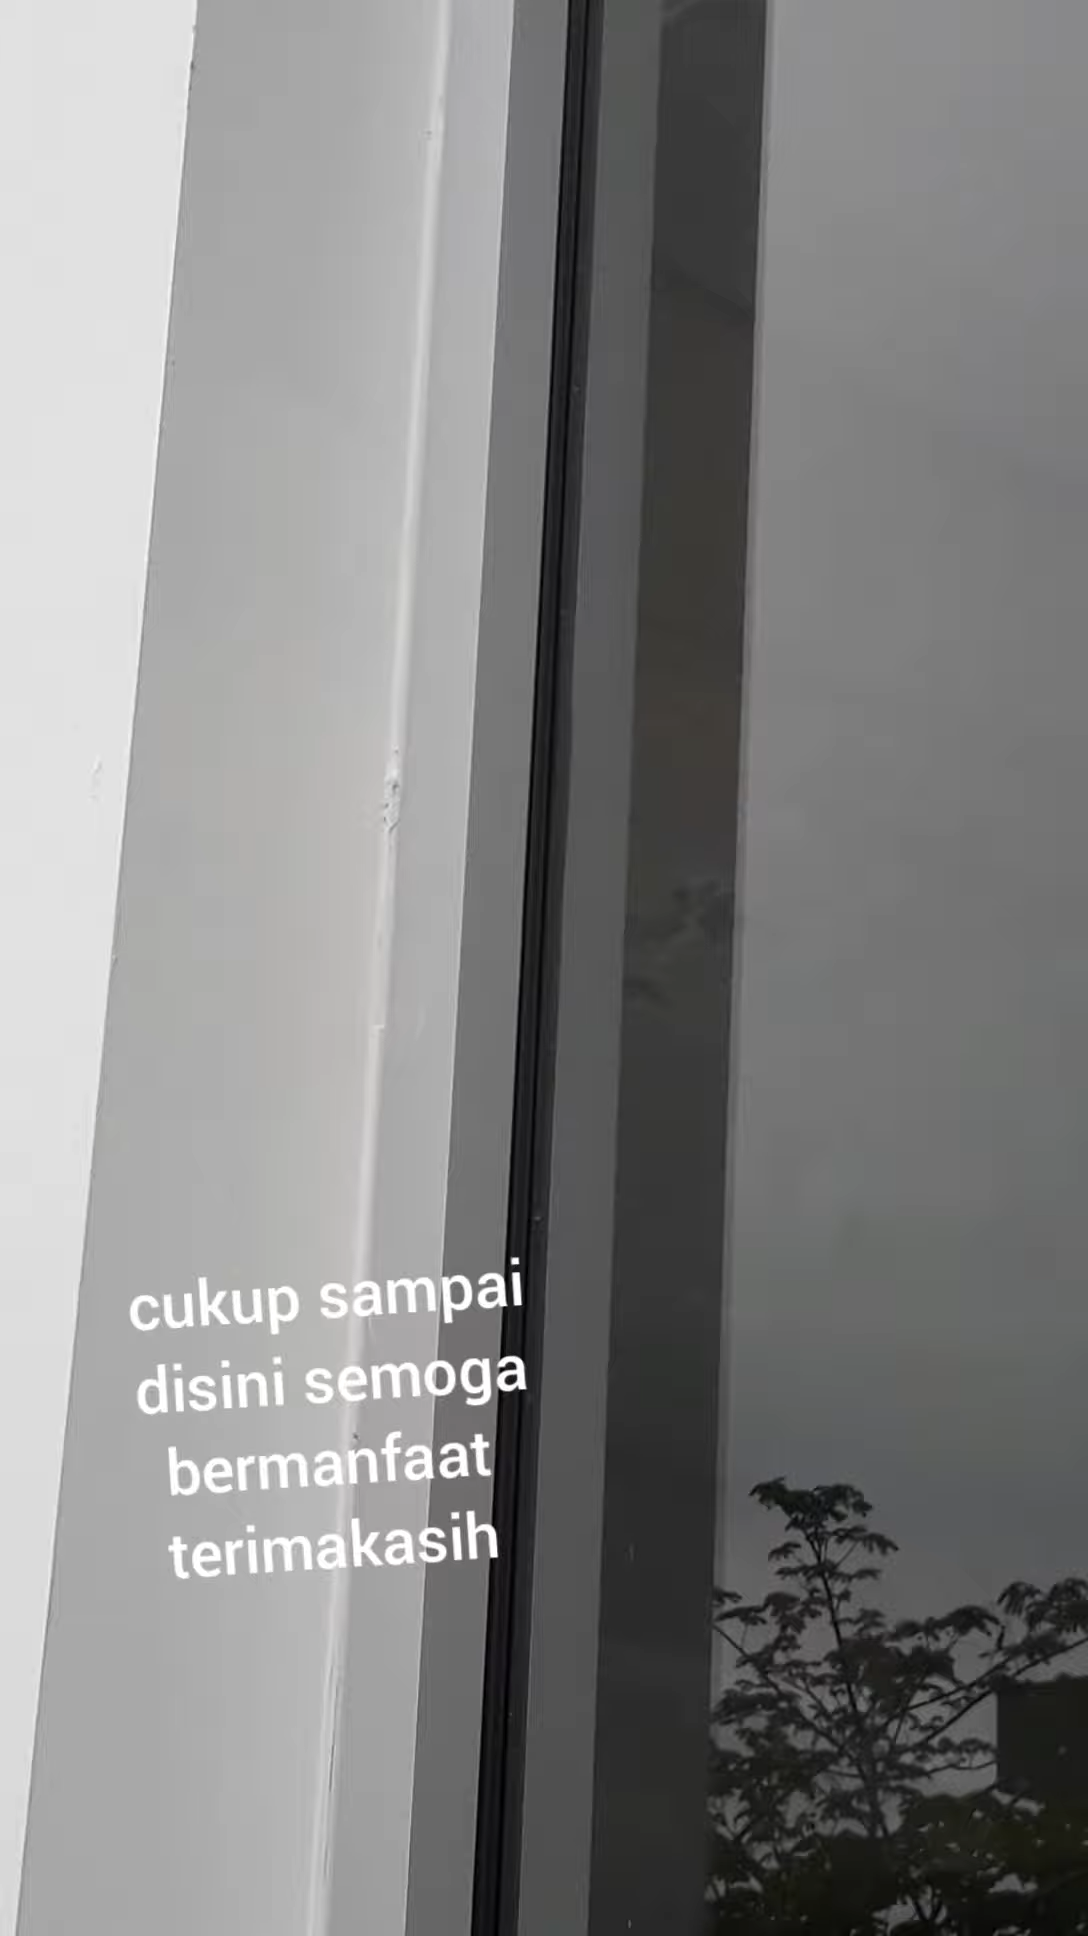 cukup sampai
disini semoga
bermanfaat
terimakasih